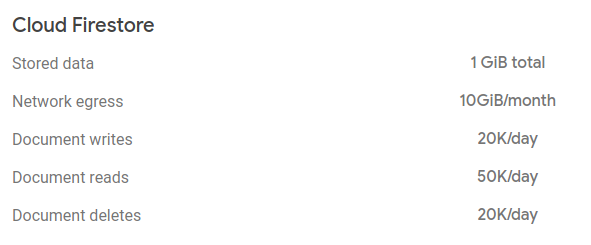 Cloud Firestore
Stored data 1 GiB total
Network egress 10GiB/month
Document writes 20K/day
Document reads 50K/day
Document deletes 20K/day